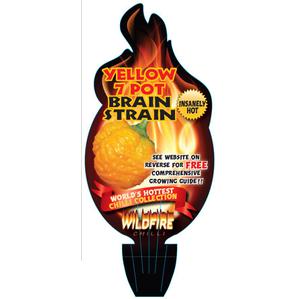 YELLOW
7 POT
BRAIN
STRAIN
INSANELY
HOT
SEE WEBSITE ON
REVERSE FOR FREE
COMPREHENSIVE
GROWING GUIDE!!
WORLD'S HOTTEST
CHILLI COLLECTION
WILDFIRE
CHILLI